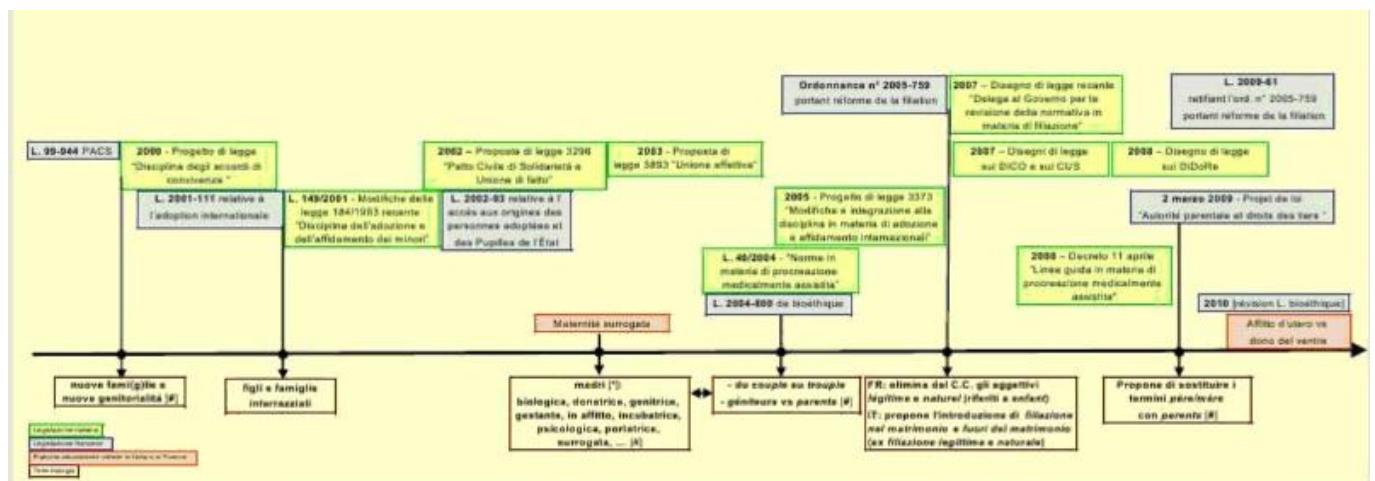 Ordonnance n° 2005-759
portant réforme de la filiation
2007 – Disegno di legge recante
"Delega al Governo per la
revisione della normativa in
materia di filiazione"
L. 2009-61
ratifiant l'ord. n° 2005-759
portant réforme de la filiation
L. 99-944 PACS
2000 - Progetto di legge
"Disciplina degli accordi di
convivenza "
2002 – Proposta di legge 3296
"Patto Civile di Solidarietà e
Unione di fatto"
2003 - Proposta di
legge 3893 "Unione affettiva"
2007 – Disegni di legge
sui DICO e sui CUS
2008 – Disegno di legge
sui DiDoRe
L. 2001-111 relative à
l'adoption internationale
L. 149/2001 - Modifiche della
legge 184/1983 recante
"Disciplina dell'adozione e
dell'affidamento dei minori"
L. 2002-93 relative à l'
accès aux origines des
personnes adoptées et
des Pupilles de l'État
2005 - Progetto di legge 3373
"Modifiche e integrazione alla
disciplina in materia di adozione
e affidamento internazionali"
2 marzo 2009 - Projet de loi
"Autorité parentale et droits des tiers "
L. 40/2004 - "Norme in
materia di procreazione
medicalmente assistita"
2008 – Decreto 11 aprile
"Linee guida in materia di
procreazione medicalmente
assistita"
L. 2004-800 de bioéthique
2010 [révision L. bioéthique]
Maternità surrogata
Affitto d'utero vs
dono del ventre
nuove fami(g)lie e
nuove genitorialità [#]
figli e famiglie
interrazziali
madri [*]:
biologica, donatrice, genitrice,
gestante, in affitto, incubatrice,
psicologica, portatrice,
surrogata, ... [#]
- du couple au trouple
- géniteurs vs parents [#]
FR: elimina dal C.C. gli aggettivi
légitime e naturel (riferiti a enfant)
IT: propone l'introduzione di filiazione
nel matrimonio e fuori del matrimonio
(ex filiazione legittima e naturale)
Propone di sostituire i
termini père/mère
con parents [#]
Legislazione italiana
Legislazione francese